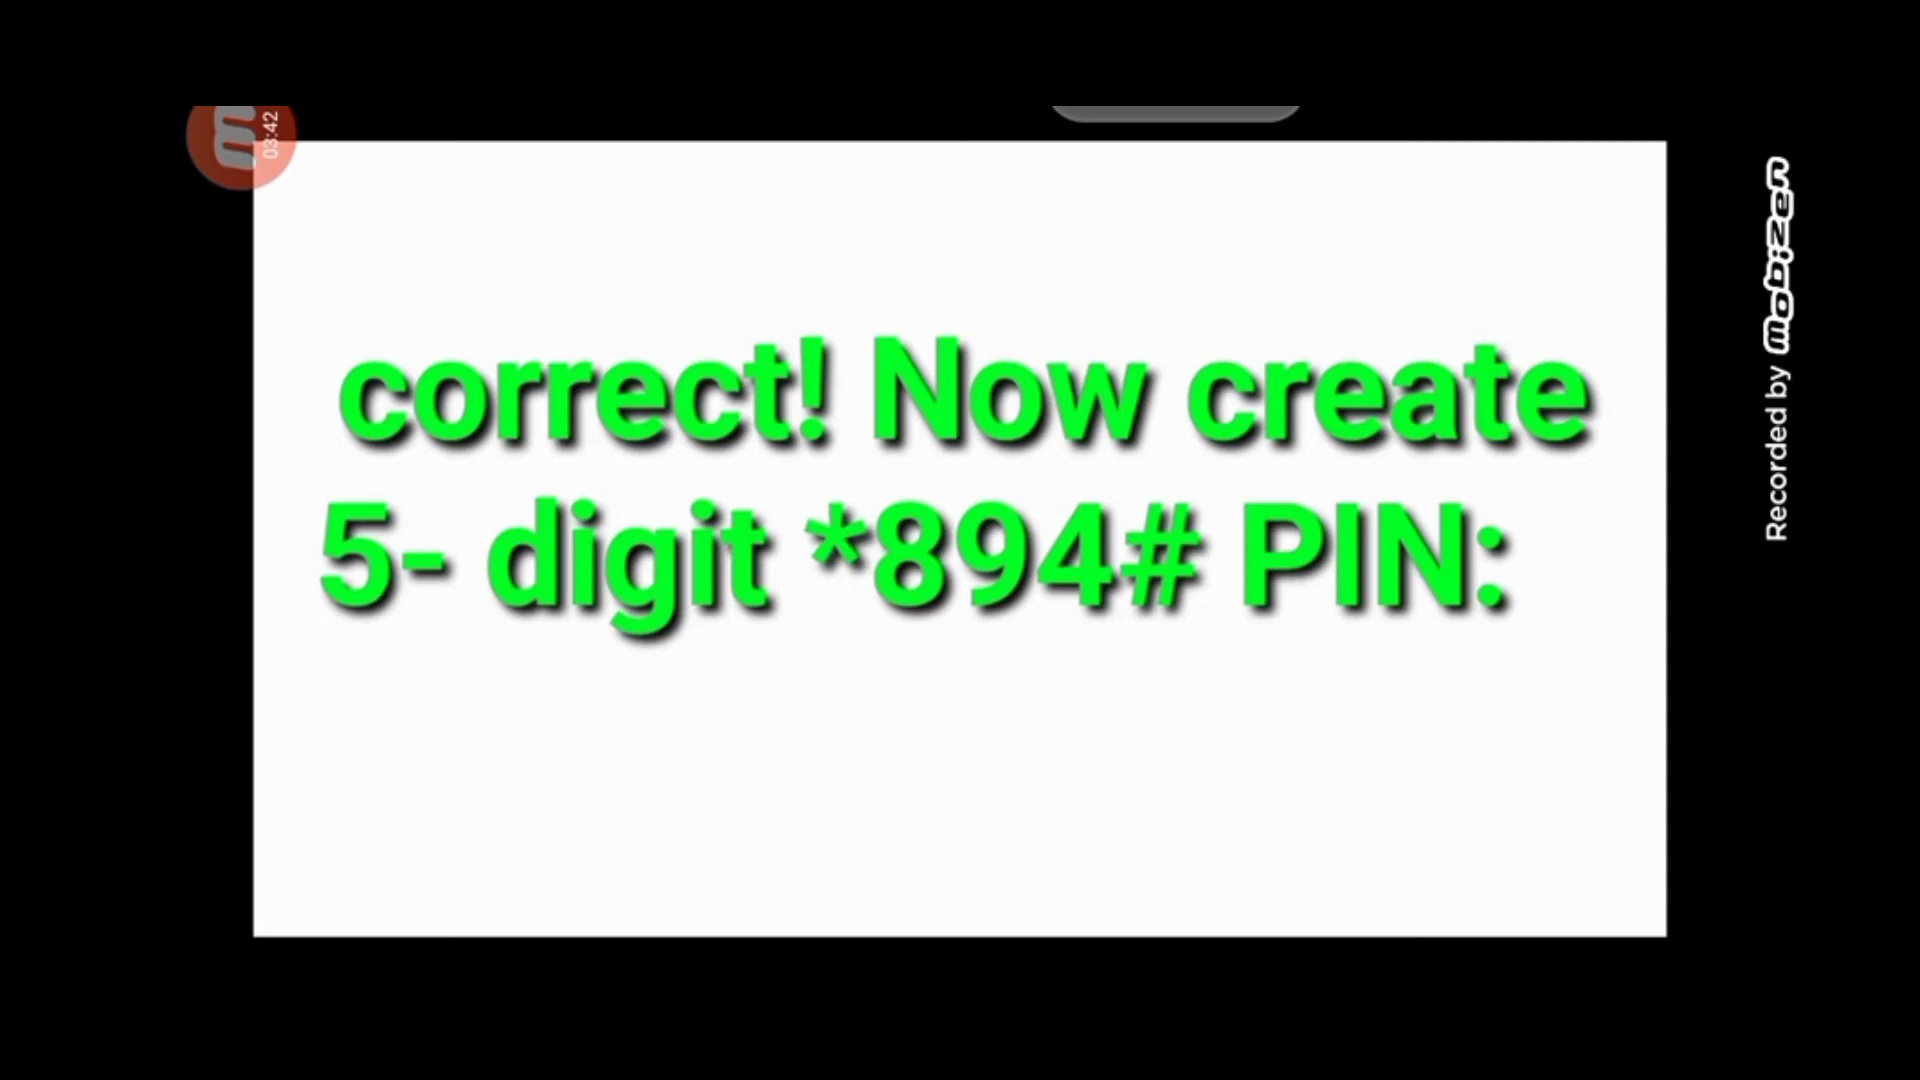 03:42
correct! Now create
5- digit *894# PIN:
Recorded by Mobizen